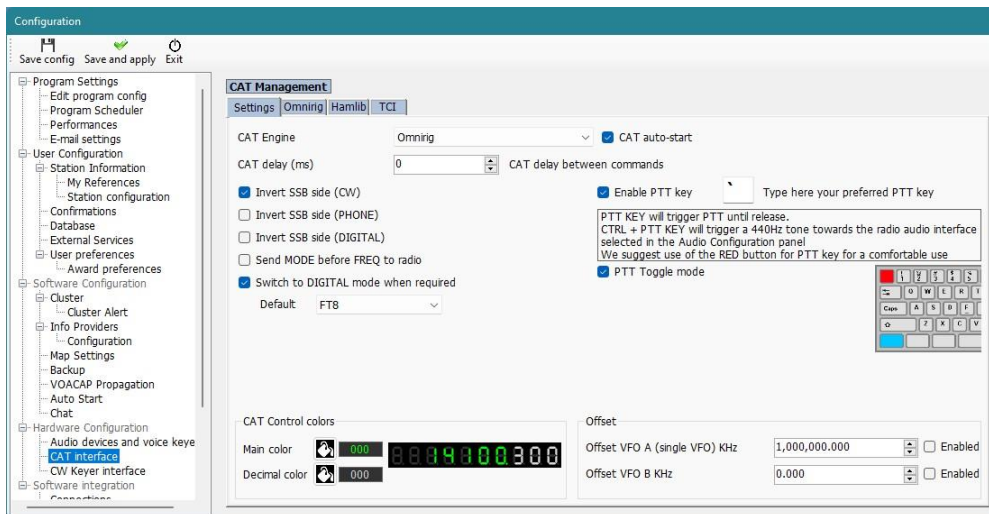 Configuration
Save config Save and apply Exit
Program Settings
Edit program config
Program Scheduler
Performances
E-mail settings
User Configuration
Station Information
My References
Station configuration
Confirmations
Database
External Services
User preferences
Award preferences
Software Configuration
Cluster
Cluster Alert
Info Providers
Configuration
Map Settings
Backup
VOACAP Propagation
Auto Start
Chat
Hardware Configuration
Audio devices and voice keye
CAT interface
CW Keyer interface
Software integration
CAT Management
Settings Omnirig Hamlib TCI
CAT Engine Omnirig CAT auto-start
CAT delay (ms) 0 CAT delay between commands
Invert SSB side (CW) Enable PTT key ` Type here your preferred PTT key
Invert SSB side (PHONE)
Invert SSB side (DIGITAL)
Send MODE before FREQ to radio
Switch to DIGITAL mode when required
Default FT8
PTT KEY will trigger PTT until release.
CTRL + PTT KEY will trigger a 440Hz tone towards the radio audio interface
selected in the Audio Configuration panel
We suggest use of the RED button for PTT key for a comfortable use
PTT Toggle mode
Q W E R T
Caps A S D F
Z X C V
CAT Control colors
Main color 000 14100.300
Decimal color 000
Offset
Offset VFO A (single VFO) KHz 1,000,000.000 Enabled
Offset VFO B KHz 0.000 Enabled